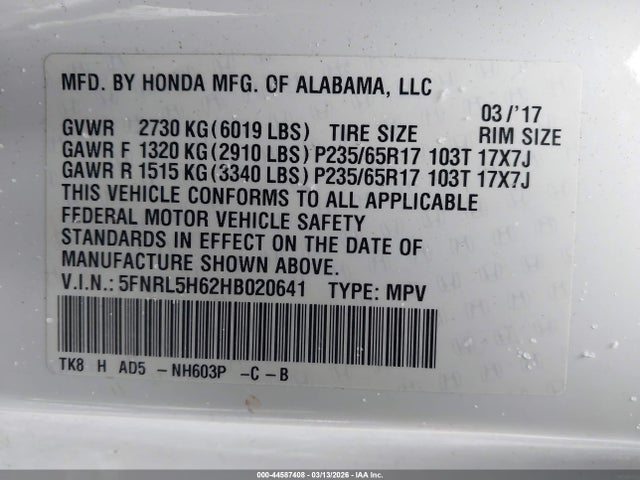 MFD. BY HONDA MFG. OF ALABAMA, LLC
03/'17
GVWR 2730 KG(6019 LBS) TIRE SIZE RIM SIZE
GAWR F 1320 KG(2910 LBS) P235/65R17 103T 17X7J
GAWR R 1515 KG(3340 LBS) P235/65R17 103T 17X7J
THIS VEHICLE CONFORMS TO ALL APPLICABLE
FEDERAL MOTOR VEHICLE SAFETY
STANDARDS IN EFFECT ON THE DATE OF
MANUFACTURE SHOWN ABOVE.
V.I.N.: 5FNRL5H62HB020641 TYPE: MPV
TK8 H AD5 -NH603P -C-B
000-44587408 | 03/13/2026 - IAA Inc.